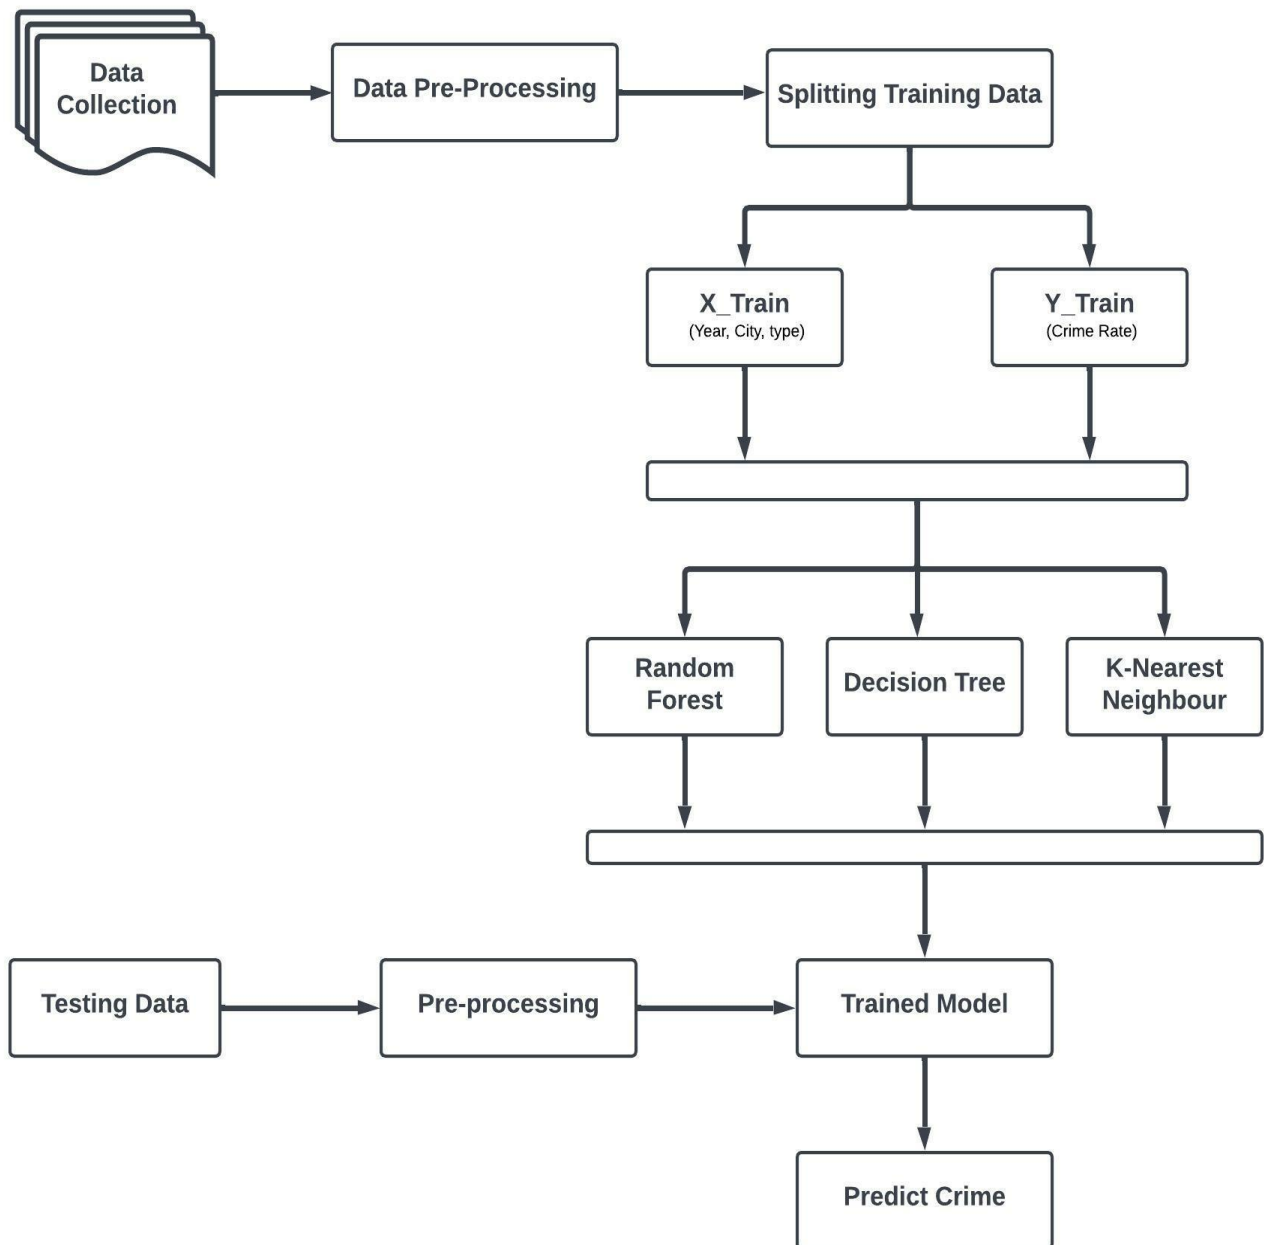 Data
Collection
Data Pre-Processing
Splitting Training Data
X_Train
(Year, City, type)
Y_Train
(Crime Rate)
Random
Forest
Decision Tree
K-Nearest
Neighbour
Testing Data
Pre-processing
Trained Model
Predict Crime